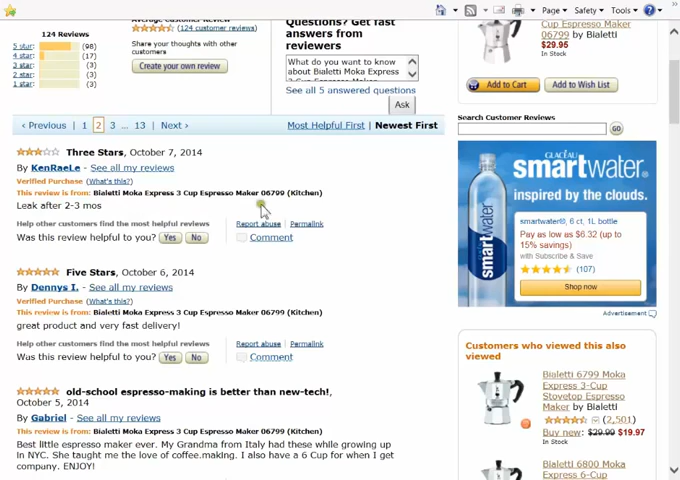 Page
Safety
Tools
124 Reviews
5 star: (98)
4 star: (17)
3 star: (3)
2 star: (3)
1 star: (3)
(124 customer reviews)
Share your thoughts with other
customers
Create your own review
Questions? Get fast
answers from
reviewers
What do you want to know
about Bialetti Moka Express
See all 5 answered questions
Ask
Cup Espresso Maker
06799 by Bialetti
$29.95
In Stock
Add to Cart
Add to Wish List
Search Customer Reviews
GO
‹ Previous | 1 2 3 ... 13 | Next ›
Most Helpful First | Newest First
Three Stars, October 7, 2014
By KenRaeLe - See all my reviews
Verified Purchase (What's this?)
This review is from: Bialetti Moka Express 3 Cup Espresso Maker 06799 (Kitchen)
Leak after 2-3 mos
Help other customers find the most helpful reviews
Was this review helpful to you? Yes No
Report abuse | Permalink
Comment
Five Stars, October 6, 2014
By Dennys I. - See all my reviews
Verified Purchase (What's this?)
This review is from: Bialetti Moka Express 3 Cup Espresso Maker 06799 (Kitchen)
great product and very fast delivery!
Help other customers find the most helpful reviews
Was this review helpful to you? Yes No
Report abuse | Permalink
Comment
old-school espresso-making is better than new-tech!,
October 5, 2014
By Gabriel - See all my reviews
This review is from: Bialetti Moka Express 3 Cup Espresso Maker 06799 (Kitchen)
Best little espresso maker ever. My Grandma from Italy had these while growing up
in NYC. She taught me the love of coffee.making. I also have a 6 Cup for when I get
company. ENJOY!
GLACÉAU
smartwater®
inspired by the clouds.
smartwater
smartwater®, 6 ct, 1L bottle
Pay as low as $6.32 (up to
15% savings)
with Subscribe & Save
(107)
Shop now
Advertisement
Customers who viewed this also
viewed
Bialetti 6799 Moka
Express 3-Cup
Stovetop Espresso
Maker by Bialetti
(2,501)
Buy new: $29.99 $19.97
In Stock
Bialetti 6800 Moka
Express 6-Cup